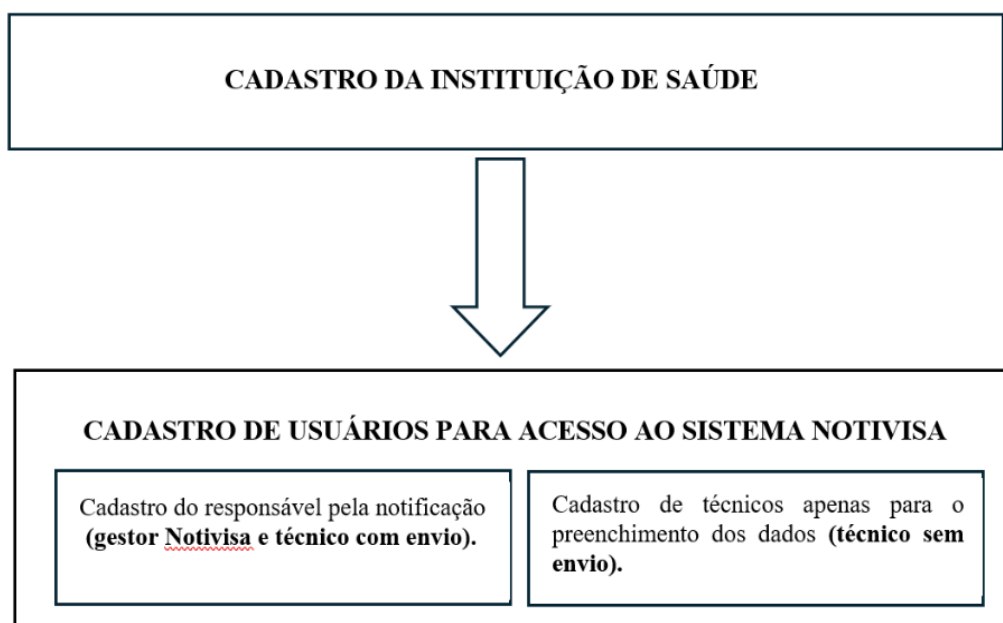 CADASTRO DA INSTITUIÇÃO DE SAÚDE
CADASTRO DE USUÁRIOS PARA ACESSO AO SISTEMA NOTIVISA
Cadastro do responsável pela notificação
(gestor Notivisa e técnico com envio).
Cadastro de técnicos apenas para o
preenchimento dos dados (técnico sem
envio).